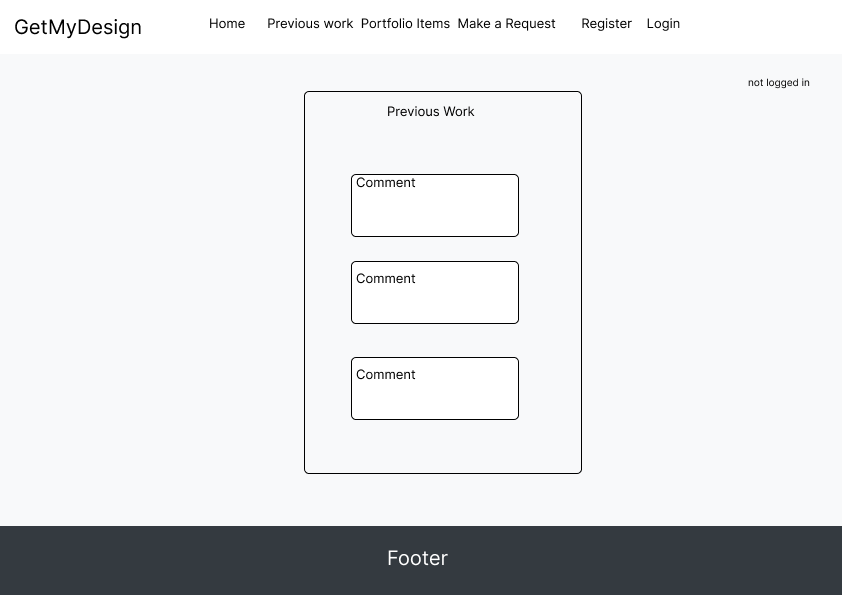 GetMyDesign Home Previous work Portfolio Items Make a Request Register Login
not logged in
Previous Work
Comment
Comment
Comment
Footer